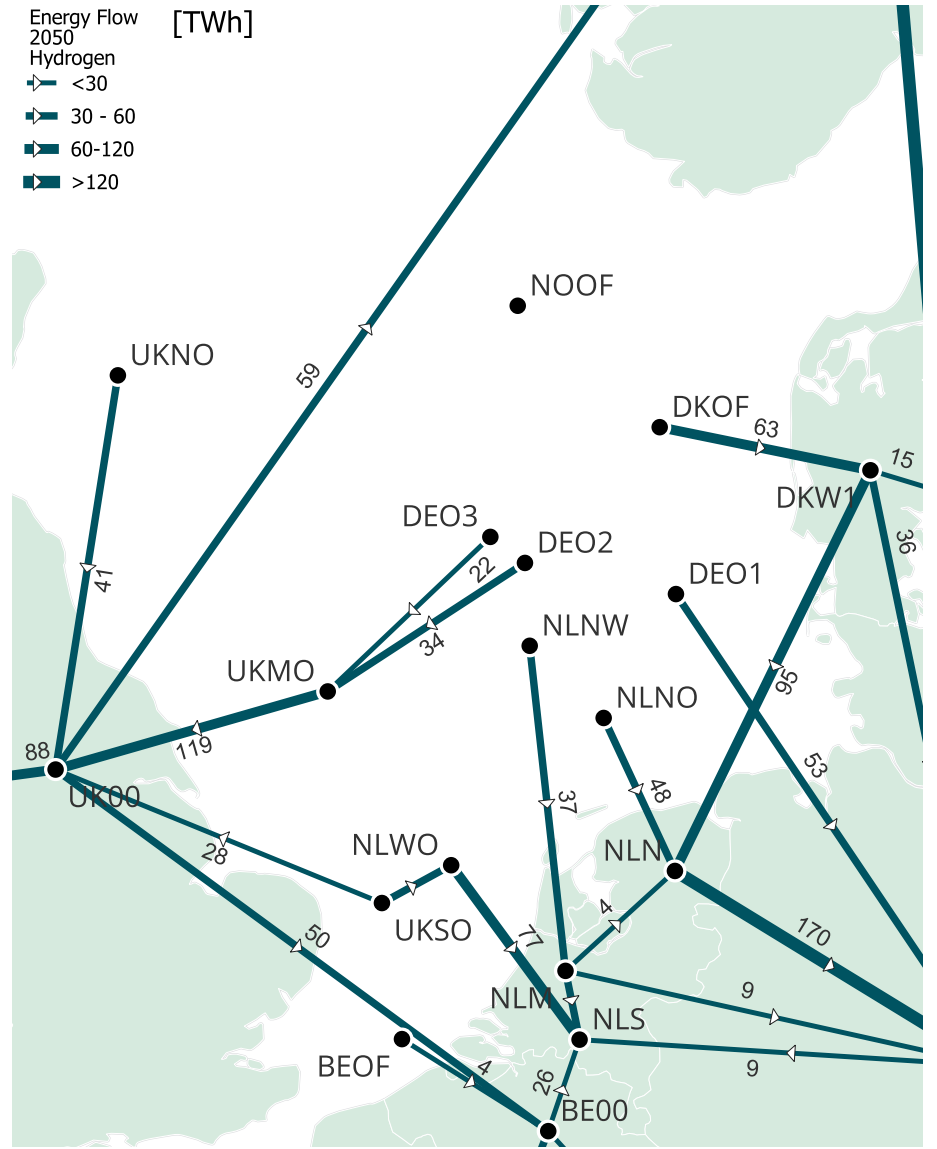 Energy Flow [TWh]
2050
Hydrogen
<30
30 - 60
60-120
>120
NOOF
UKNO
59
DKOF
63
15
DKW1
DEO3
DEO2
36
41
22
DEO1
NLNW
34
UKMO
95
NLNO
119
88
53
UK00
48
37
28
NLWO
NLN
4
UKSO
50
77
170
NLM
9
NLS
BEOF
4
26
9
BE00